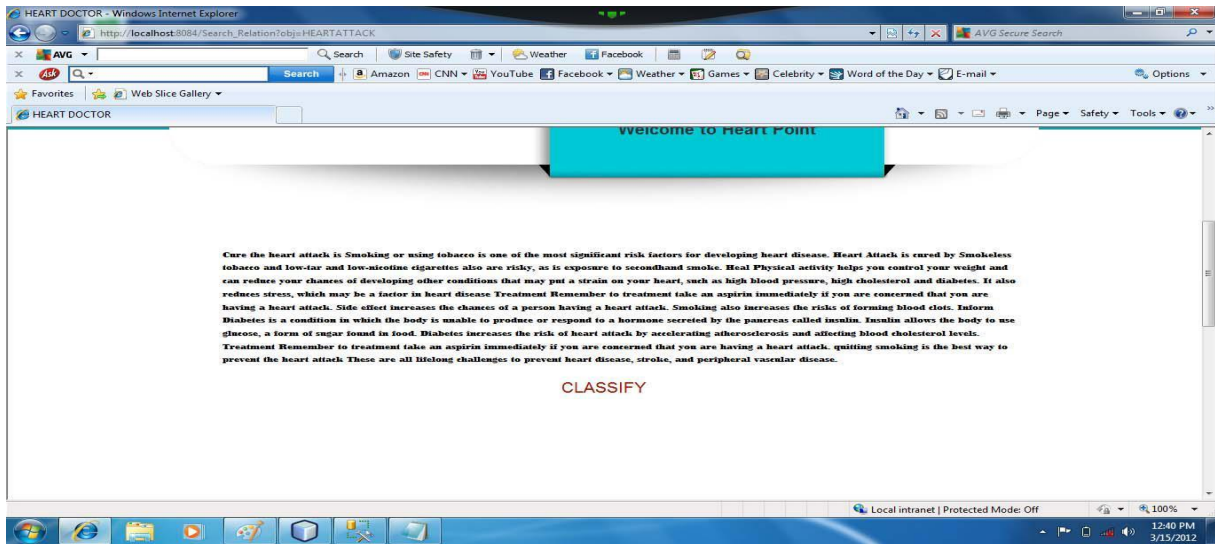 HEART DOCTOR - Windows Internet Explorer
http://localhost:8084/Search_Relation?obj=HEARTATTACK
AVG Secure Search
AVG Search Site Safety Weather Facebook
Ask Q Search Amazon CNN YouTube Facebook Weather Games Celebrity Word of the Day E-mail Options
Favorites Web Slice Gallery
HEART DOCTOR Page Safety Tools
Welcome to Heart Point
Cure the heart attack is Smoking or using tobacco is one of the most significant risk factors for developing heart disease. Heart Attack is cured by Smokeless
tobacco and low-tar and low-nicotine cigarettes also are risky, as is exposure to secondhand smoke. Heal Physical activity helps you control your weight and
can reduce your chances of developing other conditions that may put a strain on your heart, such as high blood pressure, high cholesterol and diabetes. It also
reduces stress, which may be a factor in heart disease Treatment Remember to treatment take an aspirin immediately if you are concerned that you are
having a heart attack. Side effect increases the chances of a person having a heart attack. Smoking also increases the risks of forming blood clots. Inform
Diabetes is a condition in which the body is unable to produce or respond to a hormone secreted by the pancreas called insulin. Insulin allows the body to use
glucose, a form of sugar found in food. Diabetes increases the risk of heart attack by accelerating atherosclerosis and affecting blood cholesterol levels.
Treatment Remember to treatment take an aspirin immediately if you are concerned that you are having a heart attack. quitting smoking is the best way to
prevent the heart attack These are all lifelong challenges to prevent heart disease, stroke, and peripheral vascular disease.
CLASSIFY
Local intranet | Protected Mode: Off 100%
12:40 PM
3/15/2012